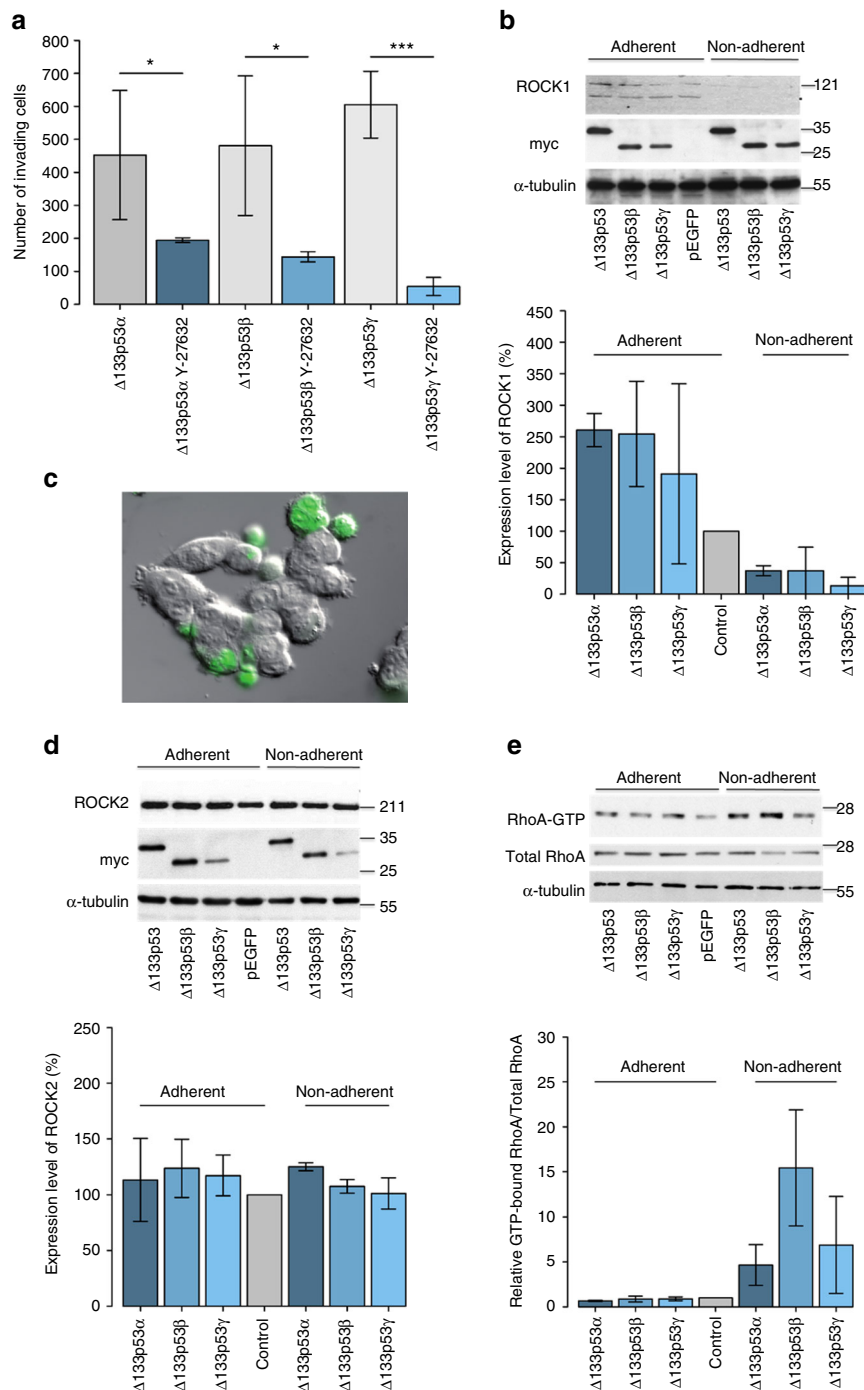 a
Number of invading cells
800
700
600
500
400
300
200
100
0
*
*
***
Δ133p53α
Δ133p53α Y-27632
Δ133p53β
Δ133p53β Y-27632
Δ133p53γ
Δ133p53γ Y-27632
b
Adherent Non-adherent
ROCK1 121
myc 35
25
α-tubulin 55
Δ133p53
Δ133p53β
Δ133p53γ
pEGFP
Δ133p53
Δ133p53β
Δ133p53γ
Expression level of ROCK1 (%)
450
400
350
300
250
200
150
100
50
0
Adherent Non-adherent
Δ133p53α
Δ133p53β
Δ133p53γ
Control
Δ133p53α
Δ133p53β
Δ133p53γ
c
d
Adherent Non-adherent
ROCK2 211
myc 35
25
α-tubulin 55
Δ133p53
Δ133p53β
Δ133p53γ
pEGFP
Δ133p53
Δ133p53β
Δ133p53γ
Expression level of ROCK2 (%)
250
200
150
100
50
0
Adherent Non-adherent
Δ133p53α
Δ133p53β
Δ133p53γ
Control
Δ133p53α
Δ133p53β
Δ133p53γ
e
Adherent Non-adherent
RhoA-GTP 28
Total RhoA 28
α-tubulin 55
Δ133p53
Δ133p53β
Δ133p53γ
pEGFP
Δ133p53
Δ133p53β
Δ133p53γ
Relative GTP-bound RhoA/Total RhoA
30
25
20
15
10
5
0
Adherent Non-adherent
Δ133p53α
Δ133p53β
Δ133p53γ
Control
Δ133p53α
Δ133p53β
Δ133p53γ